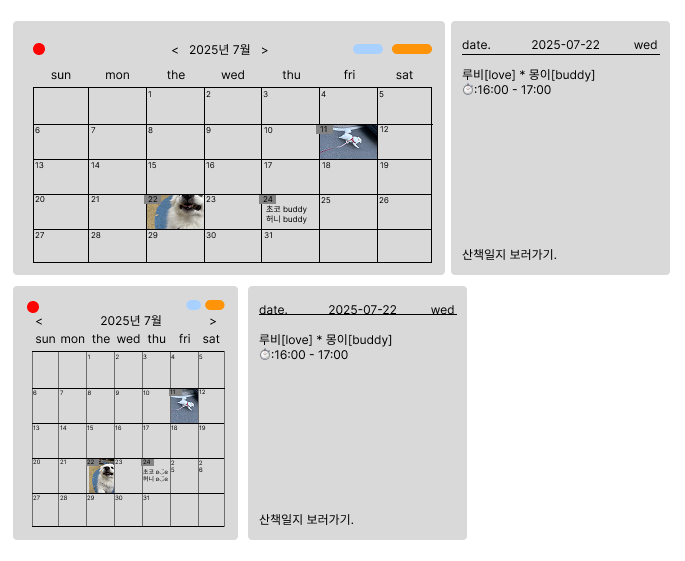 < 2025년 7월 >
sun mon the wed thu fri sat
1 2 3 4 5
6 7 8 9 10 11 12
13 14 15 16 17 18 19
20 21 22 23 24 25 26
초코 buddy
허니 buddy
27 28 29 30 31
date. 2025-07-22 wed
루비[love] * 몽이[buddy]
⏱:16:00 - 17:00
산책일지 보러가기.
< 2025년 7월 >
sun mon the wed thu fri sat
1 2 3 4 5
6 7 8 9 10 11 12
13 14 15 16 17 18 19
20 21 22 23 24 25 26
초코
허니
27 28 29 30 31
date. 2025-07-22 wed
루비[love] * 몽이[buddy]
⏱:16:00 - 17:00
산책일지 보러가기.